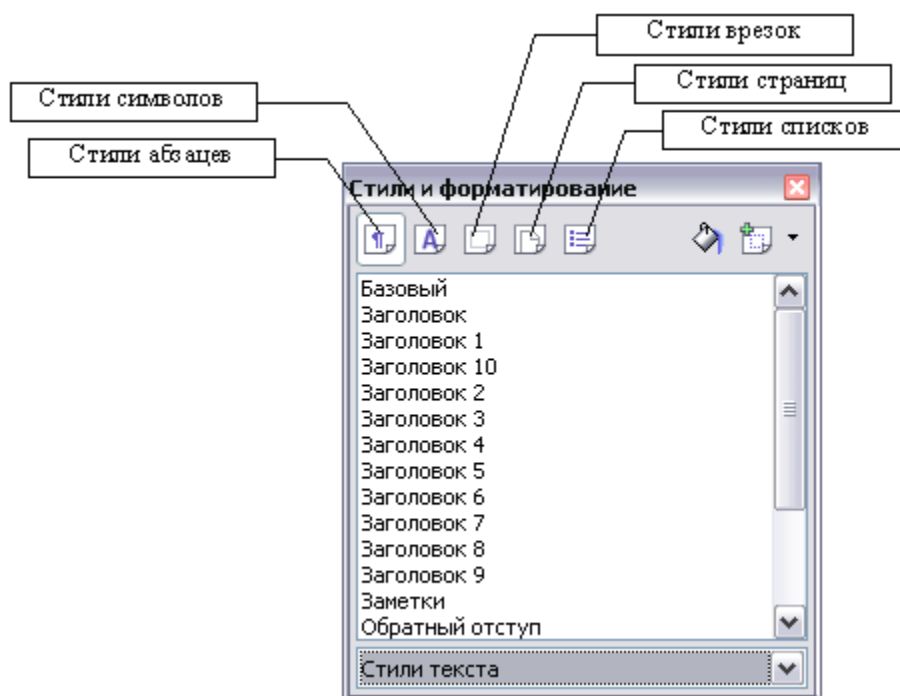 Стили врезок
Стили страниц
Стили символов
Стили списков
Стили абзацев
Стили и форматирование
Базовый
Заголовок
Заголовок 1
Заголовок 10
Заголовок 2
Заголовок 3
Заголовок 4
Заголовок 5
Заголовок 6
Заголовок 7
Заголовок 8
Заголовок 9
Заметки
Обратный отступ
Стили текста